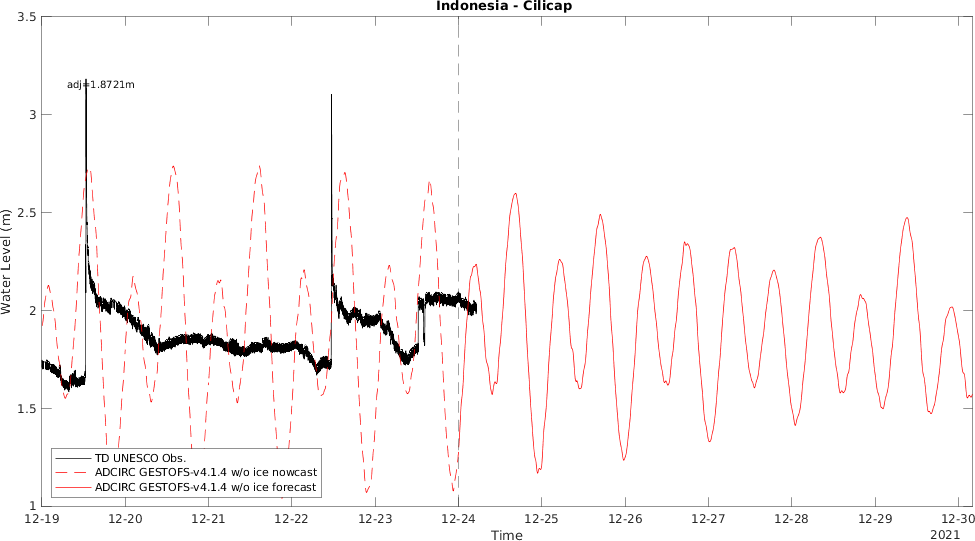 Indonesia - Cilicap
3.5
3
2.5
2
1.5
1
Water Level (m)
adj=1.8721m
TD UNESCO Obs.
ADCIRC GESTOFS-v4.1.4 w/o ice nowcast
ADCIRC GESTOFS-v4.1.4 w/o ice forecast
12-19 12-20 12-21 12-22 12-23 12-24 12-25 12-26 12-27 12-28 12-29 12-30
Time 2021